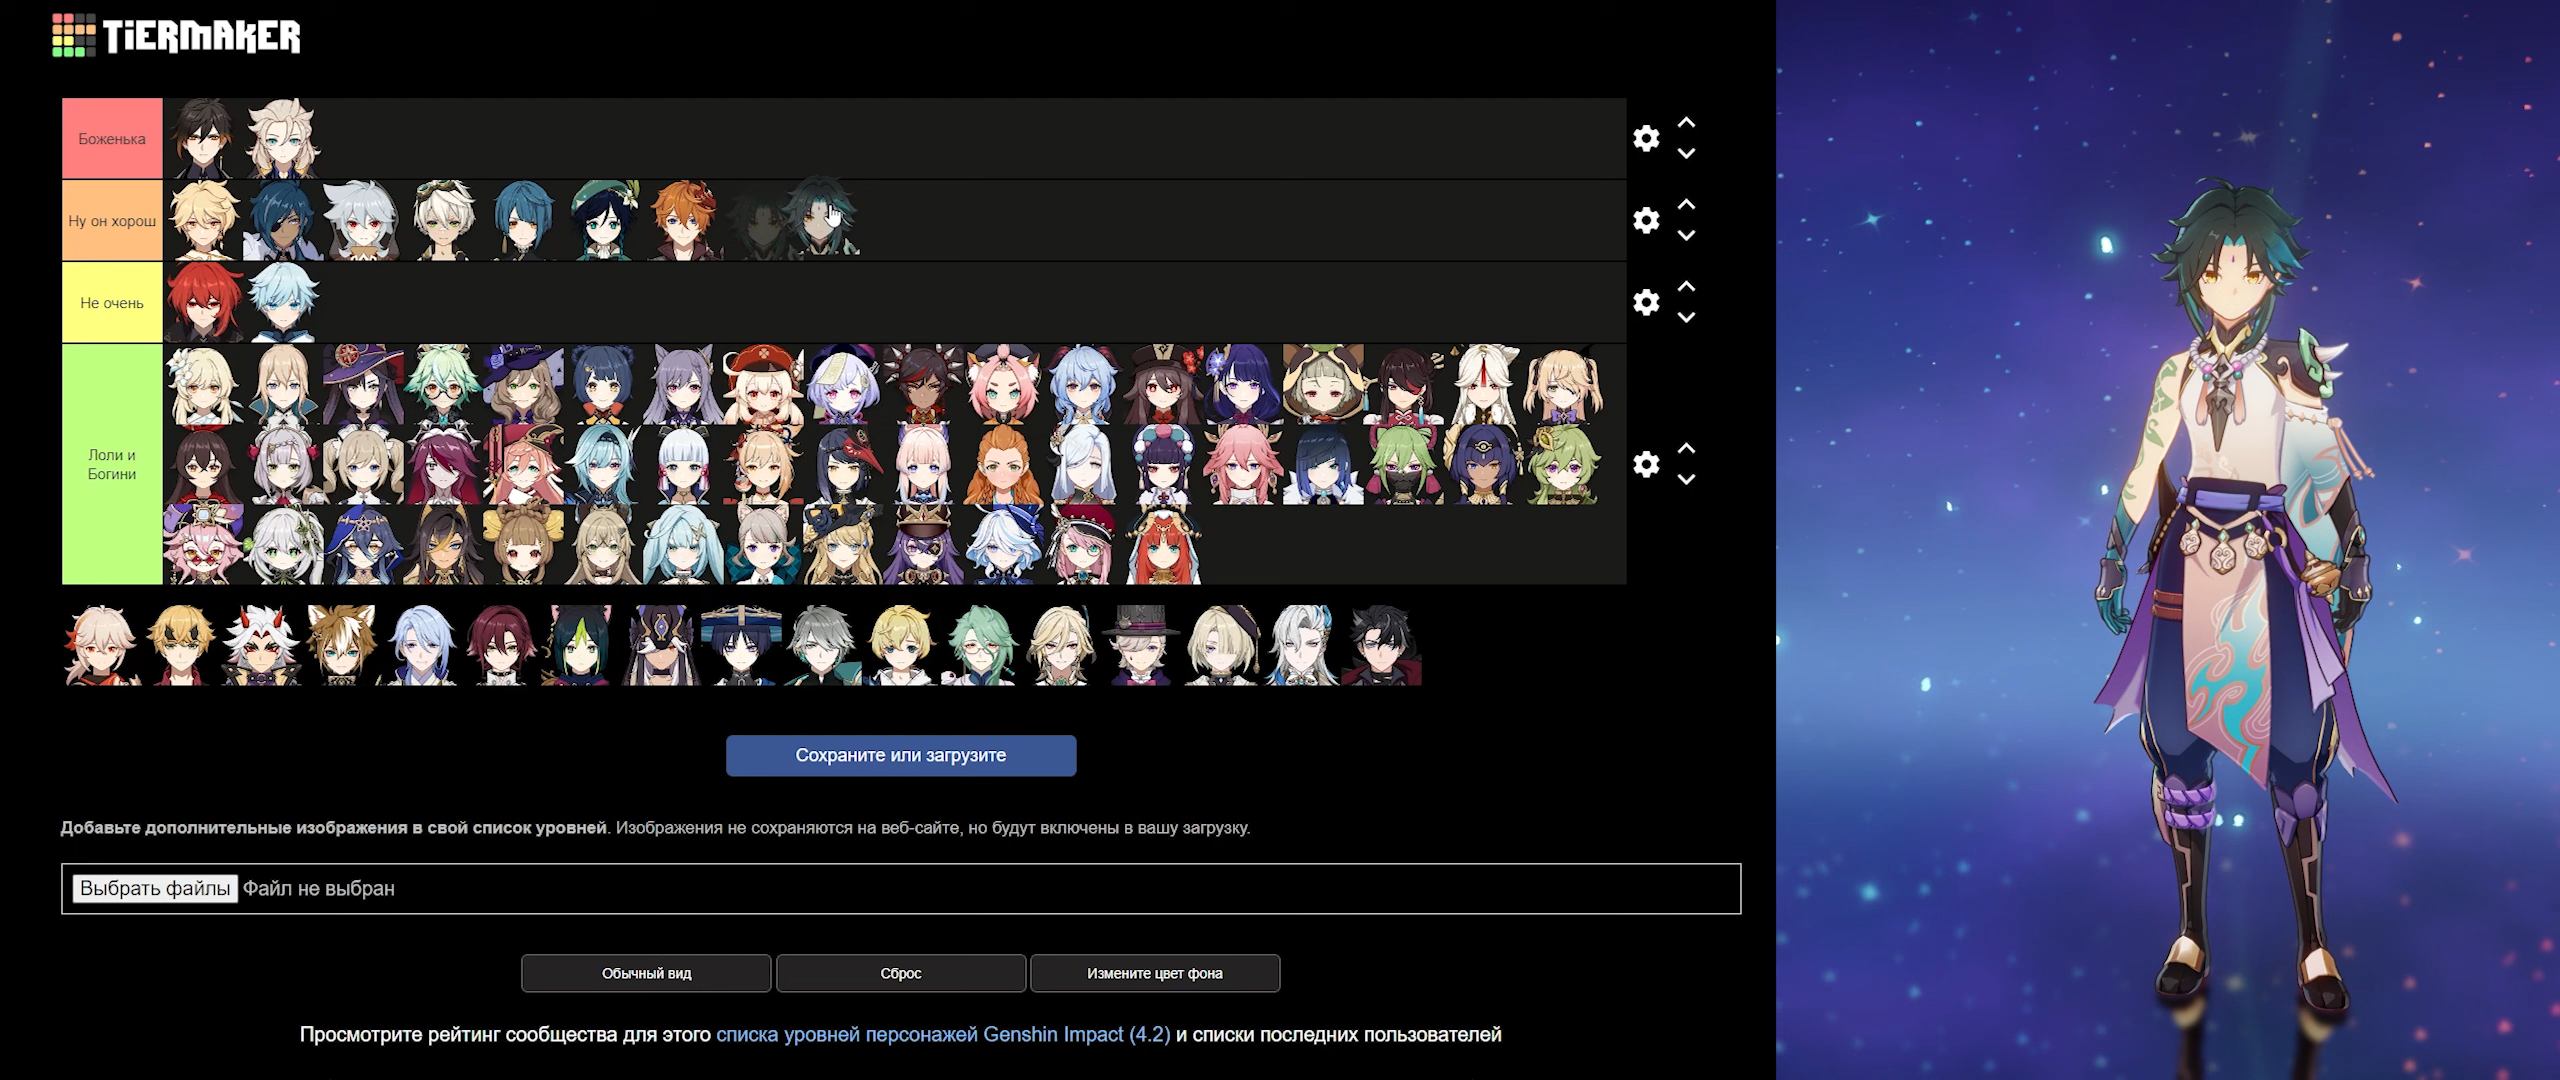 TiERMAKER
Боженька
Ну он хорош
Не очень
Лоли и
Богини
Сохраните или загрузите
Добавьте дополнительные изображения в свой список уровней. Изображения не сохраняются на веб-сайте, но будут включены в вашу загрузку.
Выбрать файлы Файл не выбран
Обычный вид Сброс Измените цвет фона
Просмотрите рейтинг сообщества для этого списка уровней персонажей Genshin Impact (4.2) и списки последних пользователей